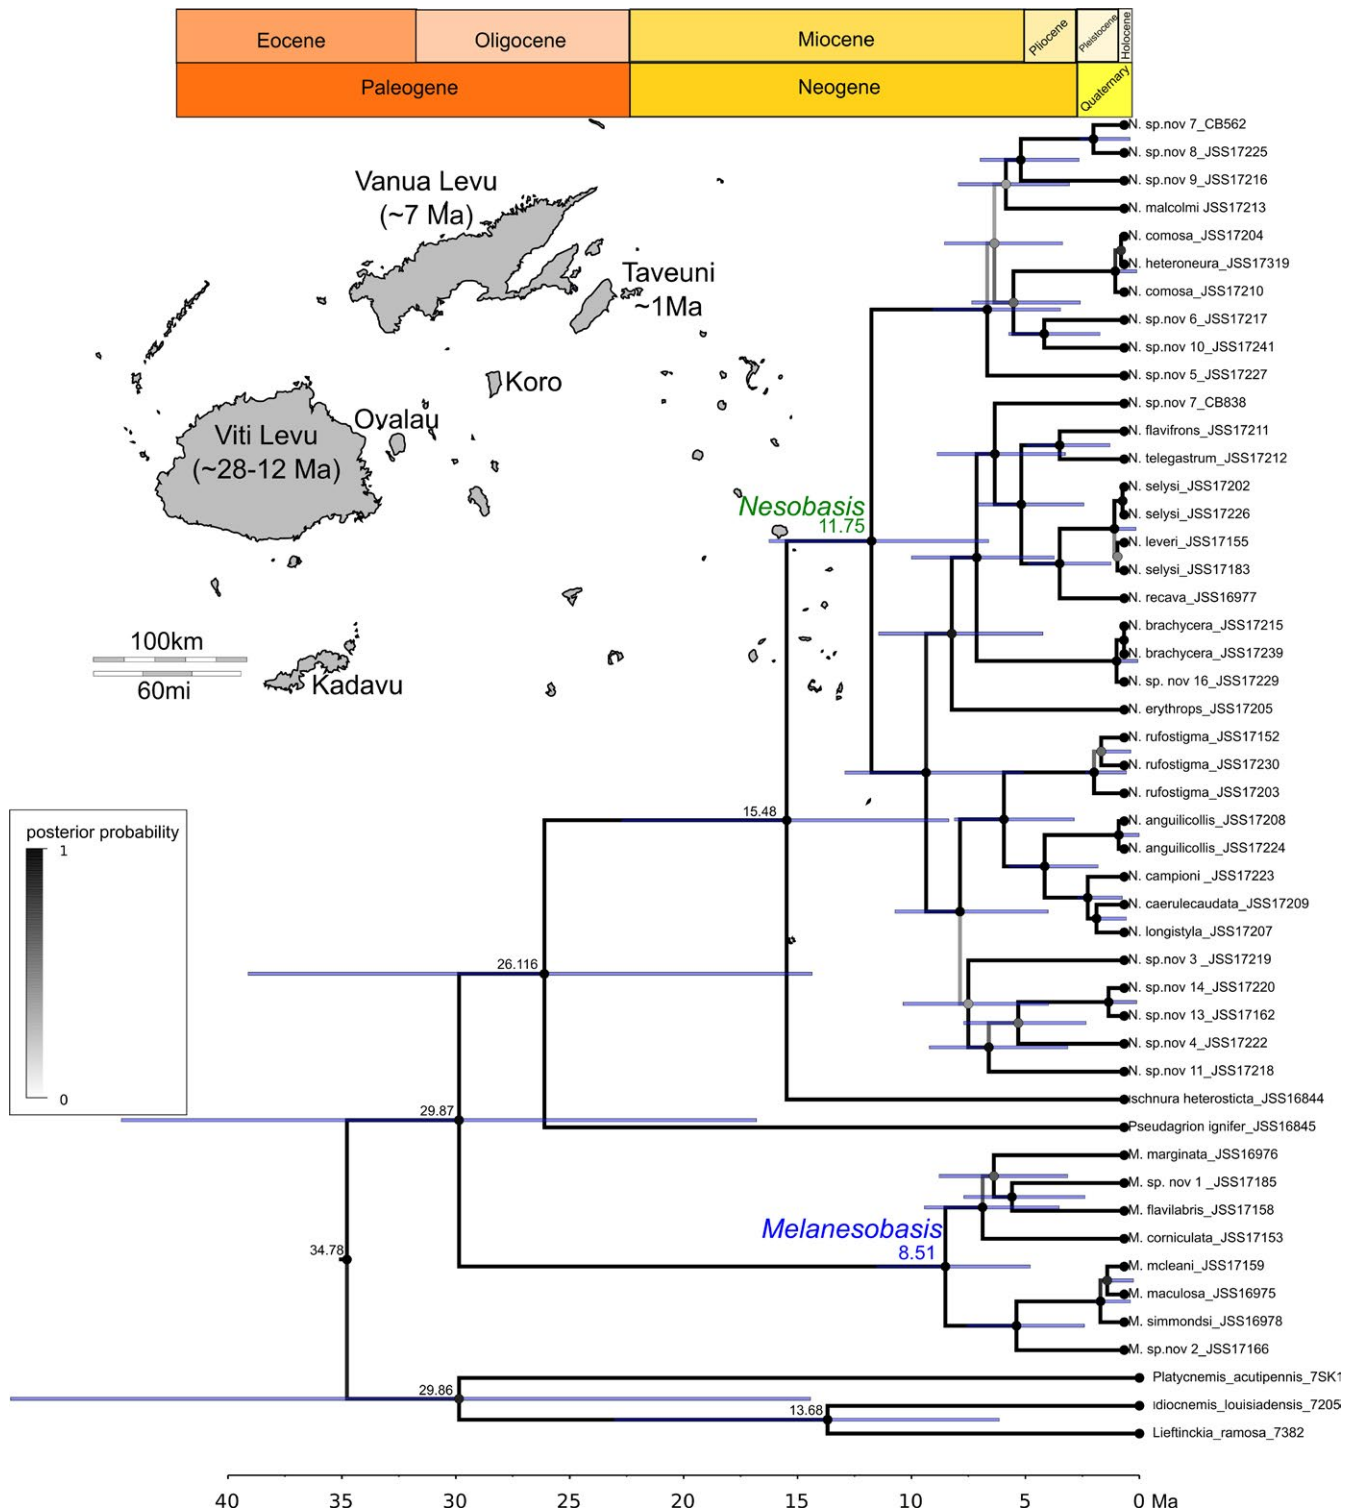 Eocene
Oligocene
Miocene
Pliocene
Pleistocene
Holocene
Paleogene
Neogene
Quaternary
Vanua Levu
(~7 Ma)
Taveuni
~1Ma
Koro
Ovalau
Viti Levu
(~28-12 Ma)
Kadavu
100km
60mi
posterior probability
1
0
Nesobasis
11.75
15.48
26.116
29.87
34.78
Melanesobasis
8.51
29.86
13.68
N. sp.nov 7_CB562
N. sp.nov 8_JSS17225
N. sp.nov 9_JSS17216
N. malcolmi JSS17213
N. comosa_JSS17204
N. heteroneura_JSS17319
N. comosa_JSS17210
N. sp.nov 6_JSS17217
N. sp.nov 10_JSS17241
N. sp.nov 5_JSS17227
N. sp.nov 7_CB838
N. flavifrons_JSS17211
N. telegastrum_JSS17212
N. selysi_JSS17202
N. selysi_JSS17226
N. leveri_JSS17155
N. selysi_JSS17183
N. recava_JSS16977
N. brachycera_JSS17215
N. brachycera_JSS17239
N. sp. nov 16_JSS17229
N. erythrops_JSS17205
N. rufostigma_JSS17152
N. rufostigma_JSS17230
N. rufostigma_JSS17203
N. anguilicollis_JSS17208
N. anguilicollis_JSS17224
N. campioni _JSS17223
N. caerulecaudata_JSS17209
N. longistyla_JSS17207
N. sp.nov 3 _JSS17219
N. sp.nov 14_JSS17220
N. sp.nov 13_JSS17162
N. sp.nov 4_JSS17222
N. sp.nov 11_JSS17218
Ischnura heterosticta_JSS16844
Pseudagrion ignifer_JSS16845
M. marginata_JSS16976
M. sp. nov 1 _JSS17185
M. flavilabris_JSS17158
M. corniculata_JSS17153
M. mcleani_JSS17159
M. maculosa_JSS16975
M. simmondsi_JSS16978
M. sp.nov 2_JSS17166
Platycnemis_acutipennis_7SK1
Idiocnemis_louisiadensis_7205
Lieftinckia_ramosa_7382
40 35 30 25 20 15 10 5 0 Ma